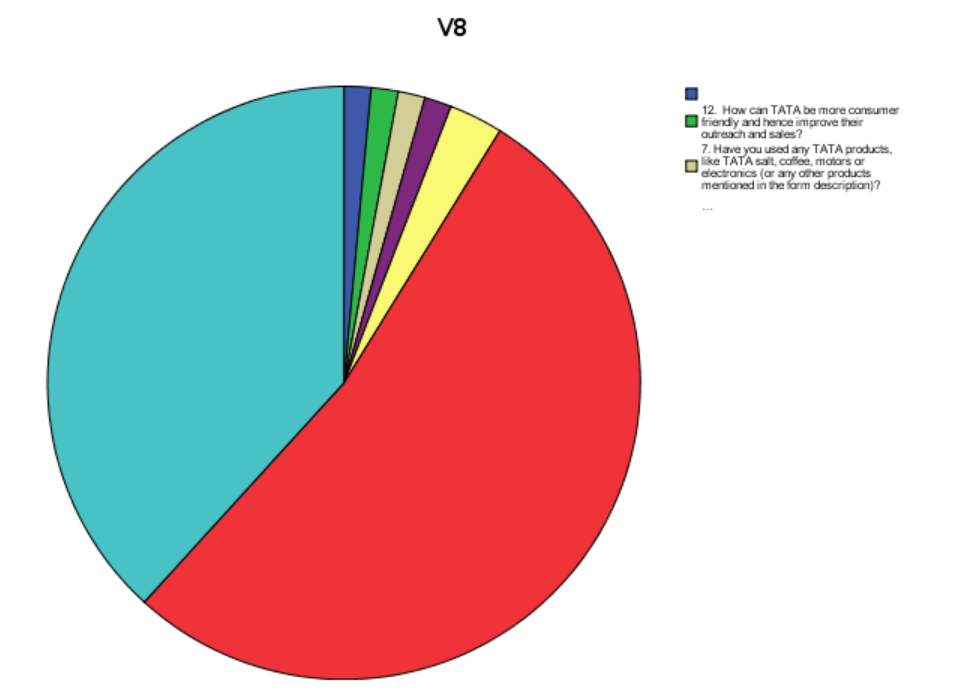 V8
12. How can TATA be more consumer
friendly and hence improve their
outreach and sales?
7. Have you used any TATA products,
like TATA salt, coffee, motors or
electronics (or any other products
mentioned in the form description)?
...